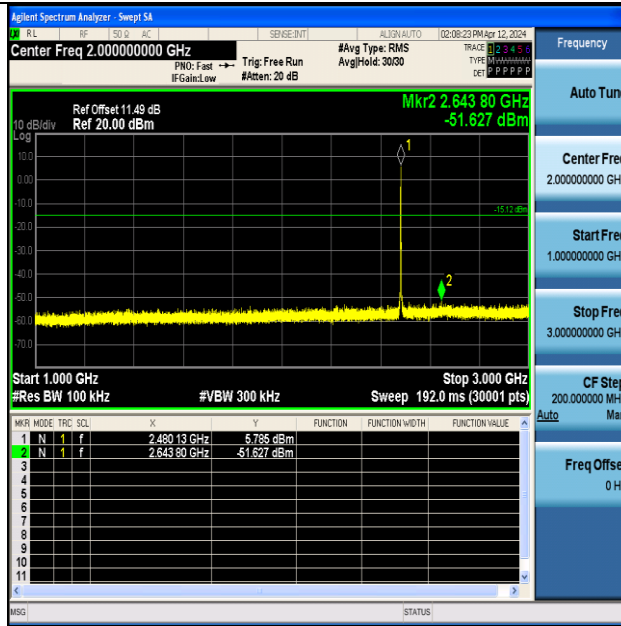 Agilent Spectrum Analyzer - Swept SA
RL RF 50 Ω AC SENSE:INT ALIGN AUTO 02:08:23 PM Apr 12, 2024
Center Freq 2.000000000 GHz #Avg Type: RMS TRACE 1 2 3 4 5 6
PNO: Fast Trig: Free Run Avg|Hold: 30/30 TYPE
IFGain:Low #Atten: 20 dB DET P P P P P P
Frequency
Auto Tune
Mkr2 2.643 80 GHz
-51.627 dBm
Ref Offset 11.49 dB
10 dB/div Ref 20.00 dBm
Log
10.0
0.00
-10.0
-20.0
-30.0
-40.0
-50.0
-60.0
-70.0
1
-15.12 dBm
2
Center Fre
2.000000000 GH
Start Fre
1.000000000 GH
Stop Fre
3.000000000 GH
CF Step
200.000000 MH
Auto Ma
Freq Offse
0 H
Start 1.000 GHz Stop 3.000 GHz
#Res BW 100 kHz #VBW 300 kHz Sweep 192.0 ms (30001 pts)
MKR MODE TRC SCL X Y FUNCTION FUNCTION WIDTH FUNCTION VALUE
1 N 1 f 2.480 13 GHz 5.785 dBm
2 N 1 f 2.643 80 GHz -51.627 dBm
3
4
5
6
7
8
9
10
11
MSG STATUS